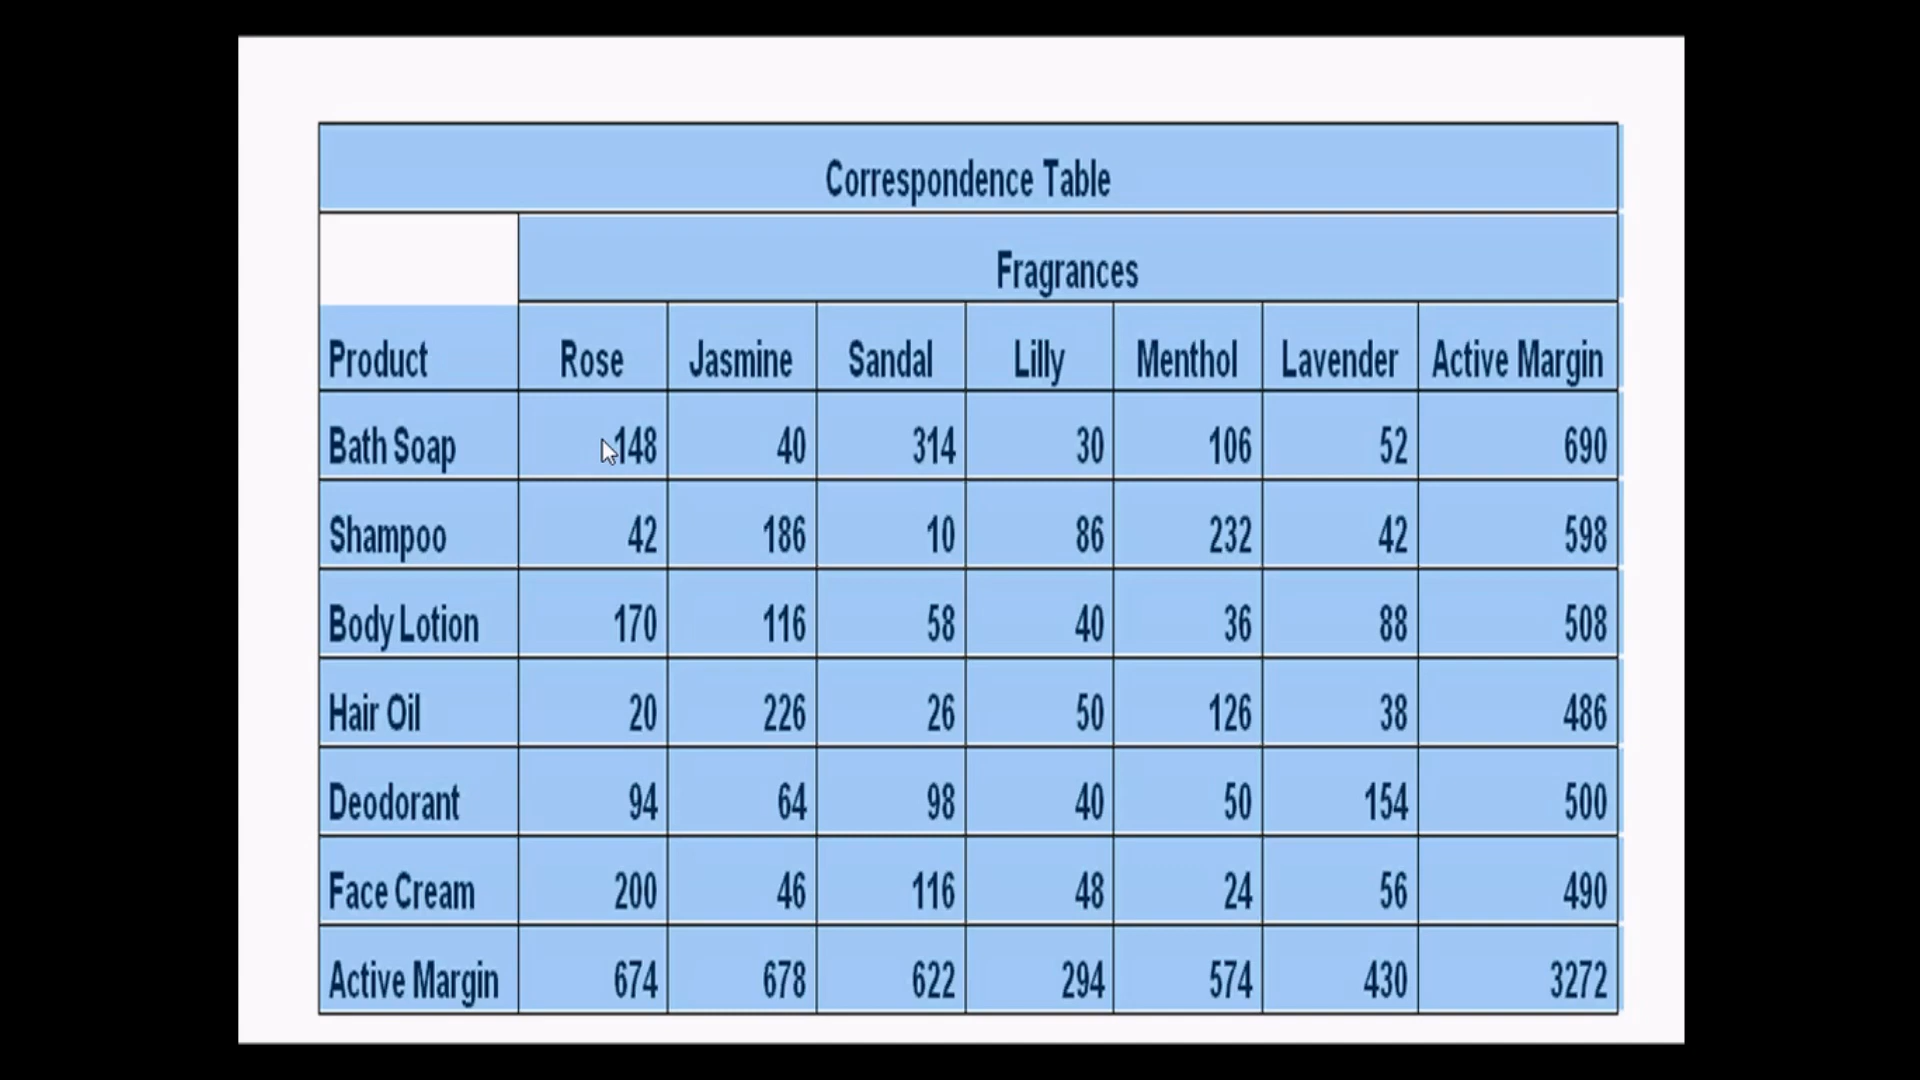 Correspondence Table
Fragrances
Product Rose Jasmine Sandal Lilly Menthol Lavender Active Margin
Bath Soap 148 40 314 30 106 52 690
Shampoo 42 186 10 86 232 42 598
Body Lotion 170 116 58 40 36 88 508
Hair Oil 20 226 26 50 126 38 486
Deodorant 94 64 98 40 50 154 500
Face Cream 200 46 116 48 24 56 490
Active Margin 674 678 622 294 574 430 3272